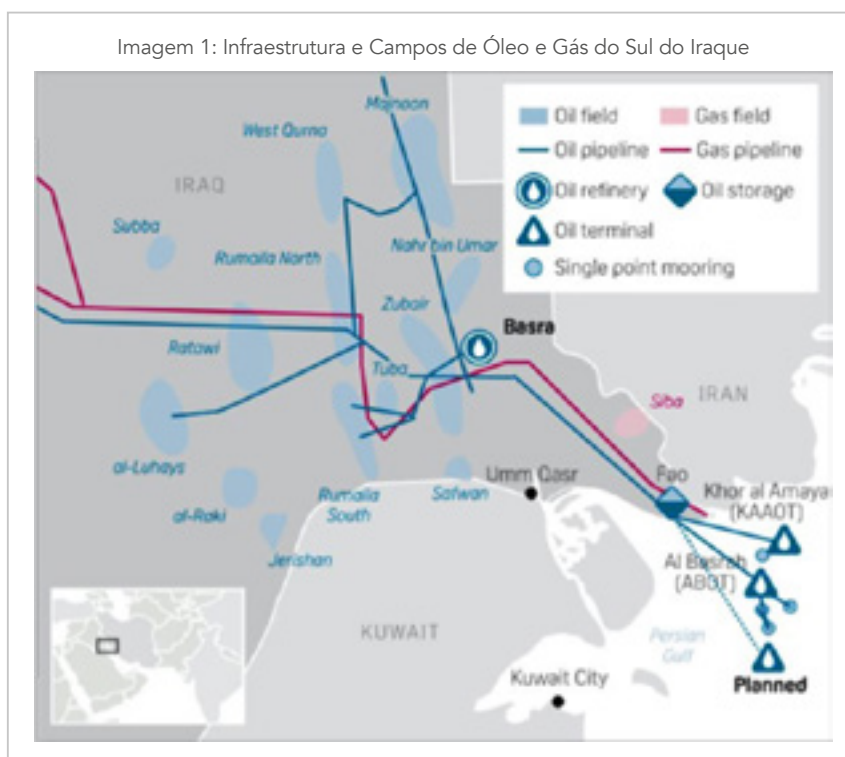 Imagem 1: Infraestrutura e Campos de Óleo e Gás do Sul do Iraque
Majnoon
West Qurna
Oil field
Gas field
Oil pipeline
Gas pipeline
IRAQ
Oil refinery
Oil storage
Subba
Oil terminal
Rumaila North
Nahr bin Umar
Single point mooring
Zubair
Basra
Ratawi
Tuba
IRAN
Siba
al-Luhays
Umm Qasr
Fao
Khor al Amaya
(KAAOT)
al-Raki
Rumaila
South
Safwan
Jerishan
Al Basrah
(ABOT)
KUWAIT
Persian
Gulf
Kuwait City
Planned